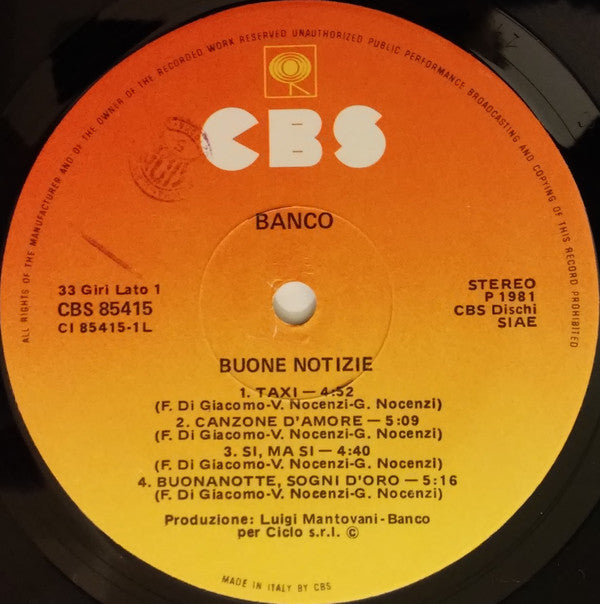 ALL RIGHTS OF THE MANUFACTURER AND OF THE OWNER OF THE RECORDED WORK RESERVED UNAUTHORIZED PUBLIC PERFORMANCE BROADCASTING AND COPYING OF THIS RECORD PROHIBITED
CBS
BANCO
33 Giri Lato 1
CBS 85415
CI 85415-1L
STEREO
P 1981
CBS Dischi
SIAE
BUONE NOTIZIE
1. TAXI — 4:52
(F. Di Giacomo-V. Nocenzi-G. Nocenzi)
2. CANZONE D'AMORE — 5:09
(F. Di Giacomo-V. Nocenzi-G. Nocenzi)
3. SI, MA SI — 4:40
(F. Di Giacomo-V. Nocenzi-G. Nocenzi)
4. BUONANOTTE, SOGNI D'ORO — 5:16
(F. Di Giacomo-V. Nocenzi-G. Nocenzi)
Produzione: Luigi Mantovani-Banco
per Ciclo s.r.l. ©
MADE IN ITALY BY CBS